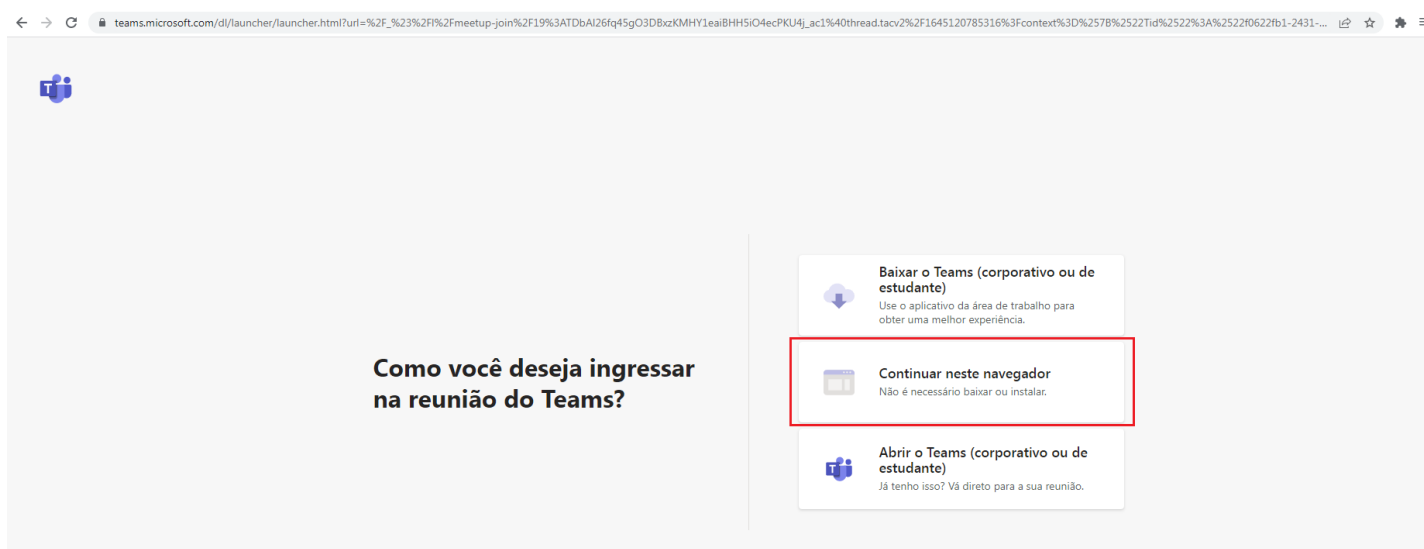 teams.microsoft.com/dl/launcher/launcher.html?url=%2F_%23%2Fl%2Fmeetup-join%2F19%3ATDbAl26fq45gO3DBxzKMHY1eaiBHH5iO4ecPKU4j_ac1%40thread.tacv2%2F1645120785316%3Fcontext%3D%257B%2522Tid%2522%3A%2522f0622fb1-2431-...
Baixar o Teams (corporativo ou de
estudante)
Use o aplicativo da área de trabalho para
obter uma melhor experiência.
Como você deseja ingressar
na reunião do Teams?
Continuar neste navegador
Não é necessário baixar ou instalar.
Abrir o Teams (corporativo ou de
estudante)
Já tenho isso? Vá direto para a sua reunião.